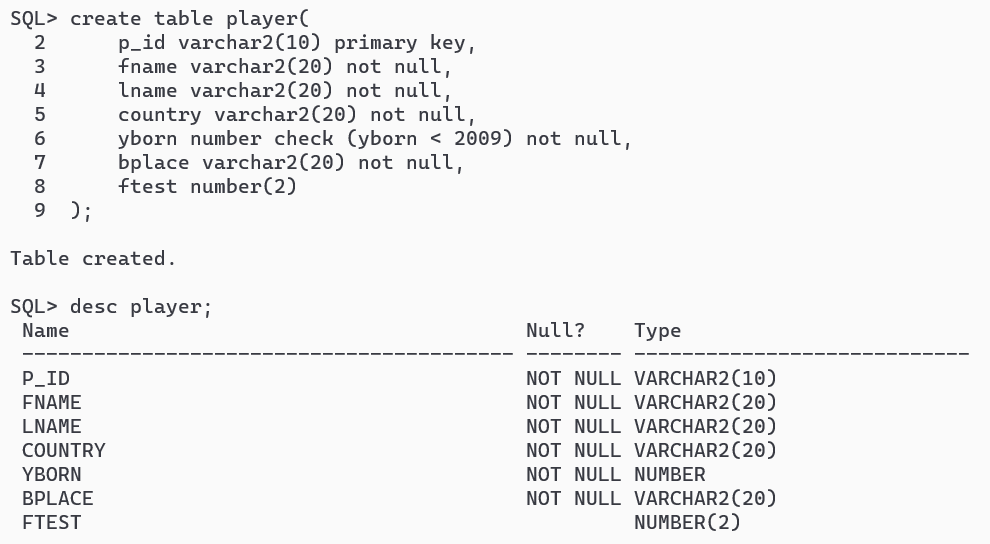 SQL> create table player(
  2      p_id varchar2(10) primary key,
  3      fname varchar2(20) not null,
  4      lname varchar2(20) not null,
  5      country varchar2(20) not null,
  6      yborn number check (yborn < 2009) not null,
  7      bplace varchar2(20) not null,
  8      ftest number(2)
  9  );

Table created.

SQL> desc player;
 Name                                      Null?    Type
 ----------------------------------------- -------- ----------------------------
 P_ID                                      NOT NULL VARCHAR2(10)
 FNAME                                     NOT NULL VARCHAR2(20)
 LNAME                                     NOT NULL VARCHAR2(20)
 COUNTRY                                   NOT NULL VARCHAR2(20)
 YBORN                                     NOT NULL NUMBER
 BPLACE                                    NOT NULL VARCHAR2(20)
 FTEST                                              NUMBER(2)